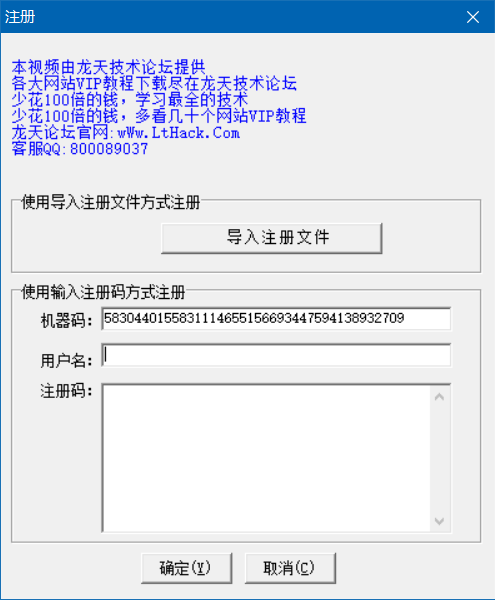 注册
本视频由龙天技术论坛提供
各大网站VIP教程下载尽在龙天技术论坛
少花100倍的钱，学习最全的技术
少花100倍的钱，多看几十个网站VIP教程
龙天论坛官网:wWw.LtHack.Com
客服QQ:800089037
使用导入注册文件方式注册
导入注册文件
使用输入注册码方式注册
机器码: 583044015583111465515669344759413893​2709
用户名:
注册码:
确定(Y) 取消(C)